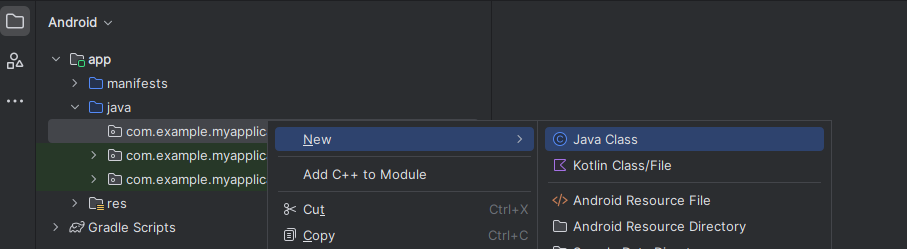 Android
app
manifests
java
com.example.myapplic
com.example.myapplic
com.example.myapplic
res
Gradle Scripts
New
Add C++ to Module
Cut Ctrl+X
Copy Ctrl+C
Java Class
Kotlin Class/File
Android Resource File
Android Resource Directory